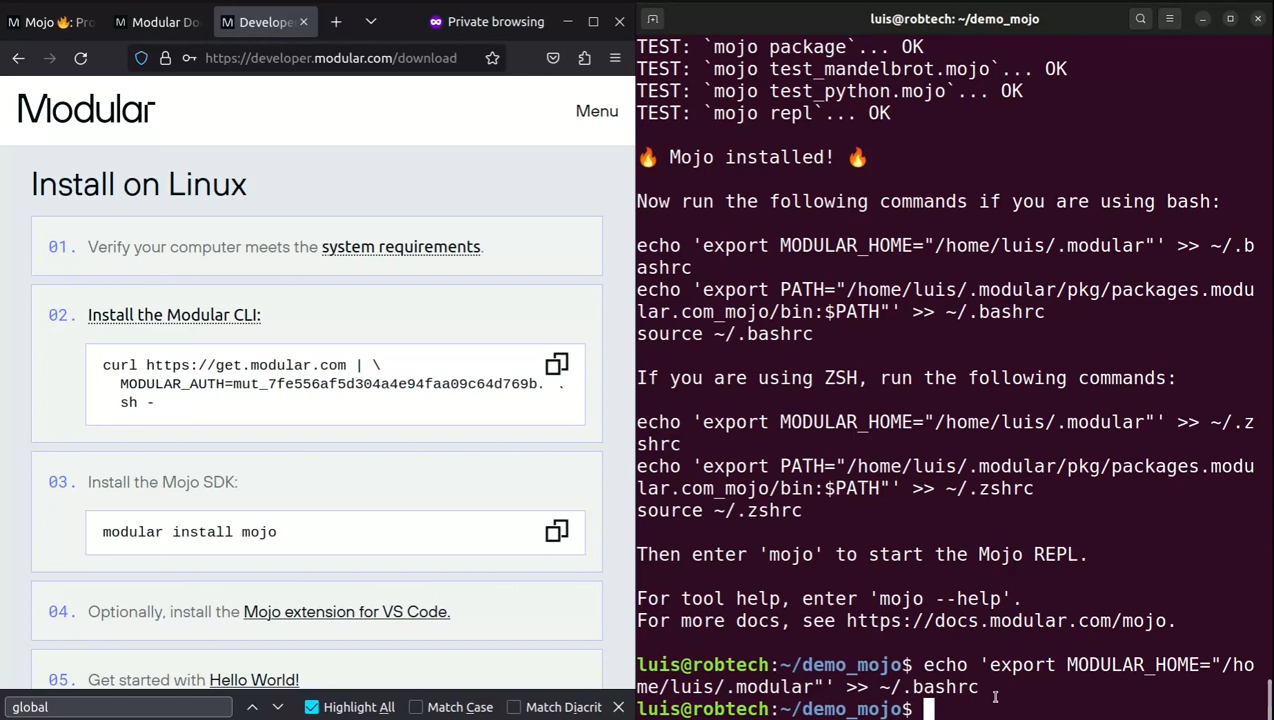 Mojo 🔥: Pro
Modular Do
Develope
Private browsing
https://developer.modular.com/download
Modular
Menu
Install on Linux
01. Verify your computer meets the system requirements.
02. Install the Modular CLI:
curl https://get.modular.com | \
MODULAR_AUTH=mut_7fe556af5d304a4e94faa09c64d769b.
sh -
03. Install the Mojo SDK:
modular install mojo
04. Optionally, install the Mojo extension for VS Code.
05. Get started with Hello World!
global
Highlight All
Match Case
Match Diacrit
luis@robtech: ~/demo_mojo
TEST: `mojo package`... OK
TEST: `mojo test_mandelbrot.mojo`... OK
TEST: `mojo test_python.mojo`... OK
TEST: `mojo repl`... OK
🔥 Mojo installed! 🔥
Now run the following commands if you are using bash:
echo 'export MODULAR_HOME="/home/luis/.modular"' >> ~/.b
ashrc
echo 'export PATH="/home/luis/.modular/pkg/packages.modu
lar.com_mojo/bin:$PATH"' >> ~/.bashrc
source ~/.bashrc
If you are using ZSH, run the following commands:
echo 'export MODULAR_HOME="/home/luis/.modular"' >> ~/.z
shrc
echo 'export PATH="/home/luis/.modular/pkg/packages.modu
lar.com_mojo/bin:$PATH"' >> ~/.zshrc
source ~/.zshrc
Then enter 'mojo' to start the Mojo REPL.
For tool help, enter 'mojo --help'.
For more docs, see https://docs.modular.com/mojo.
luis@robtech:~/demo_mojo$ echo 'export MODULAR_HOME="/ho
me/luis/.modular"' >> ~/.bashrc
luis@robtech:~/demo_mojo$